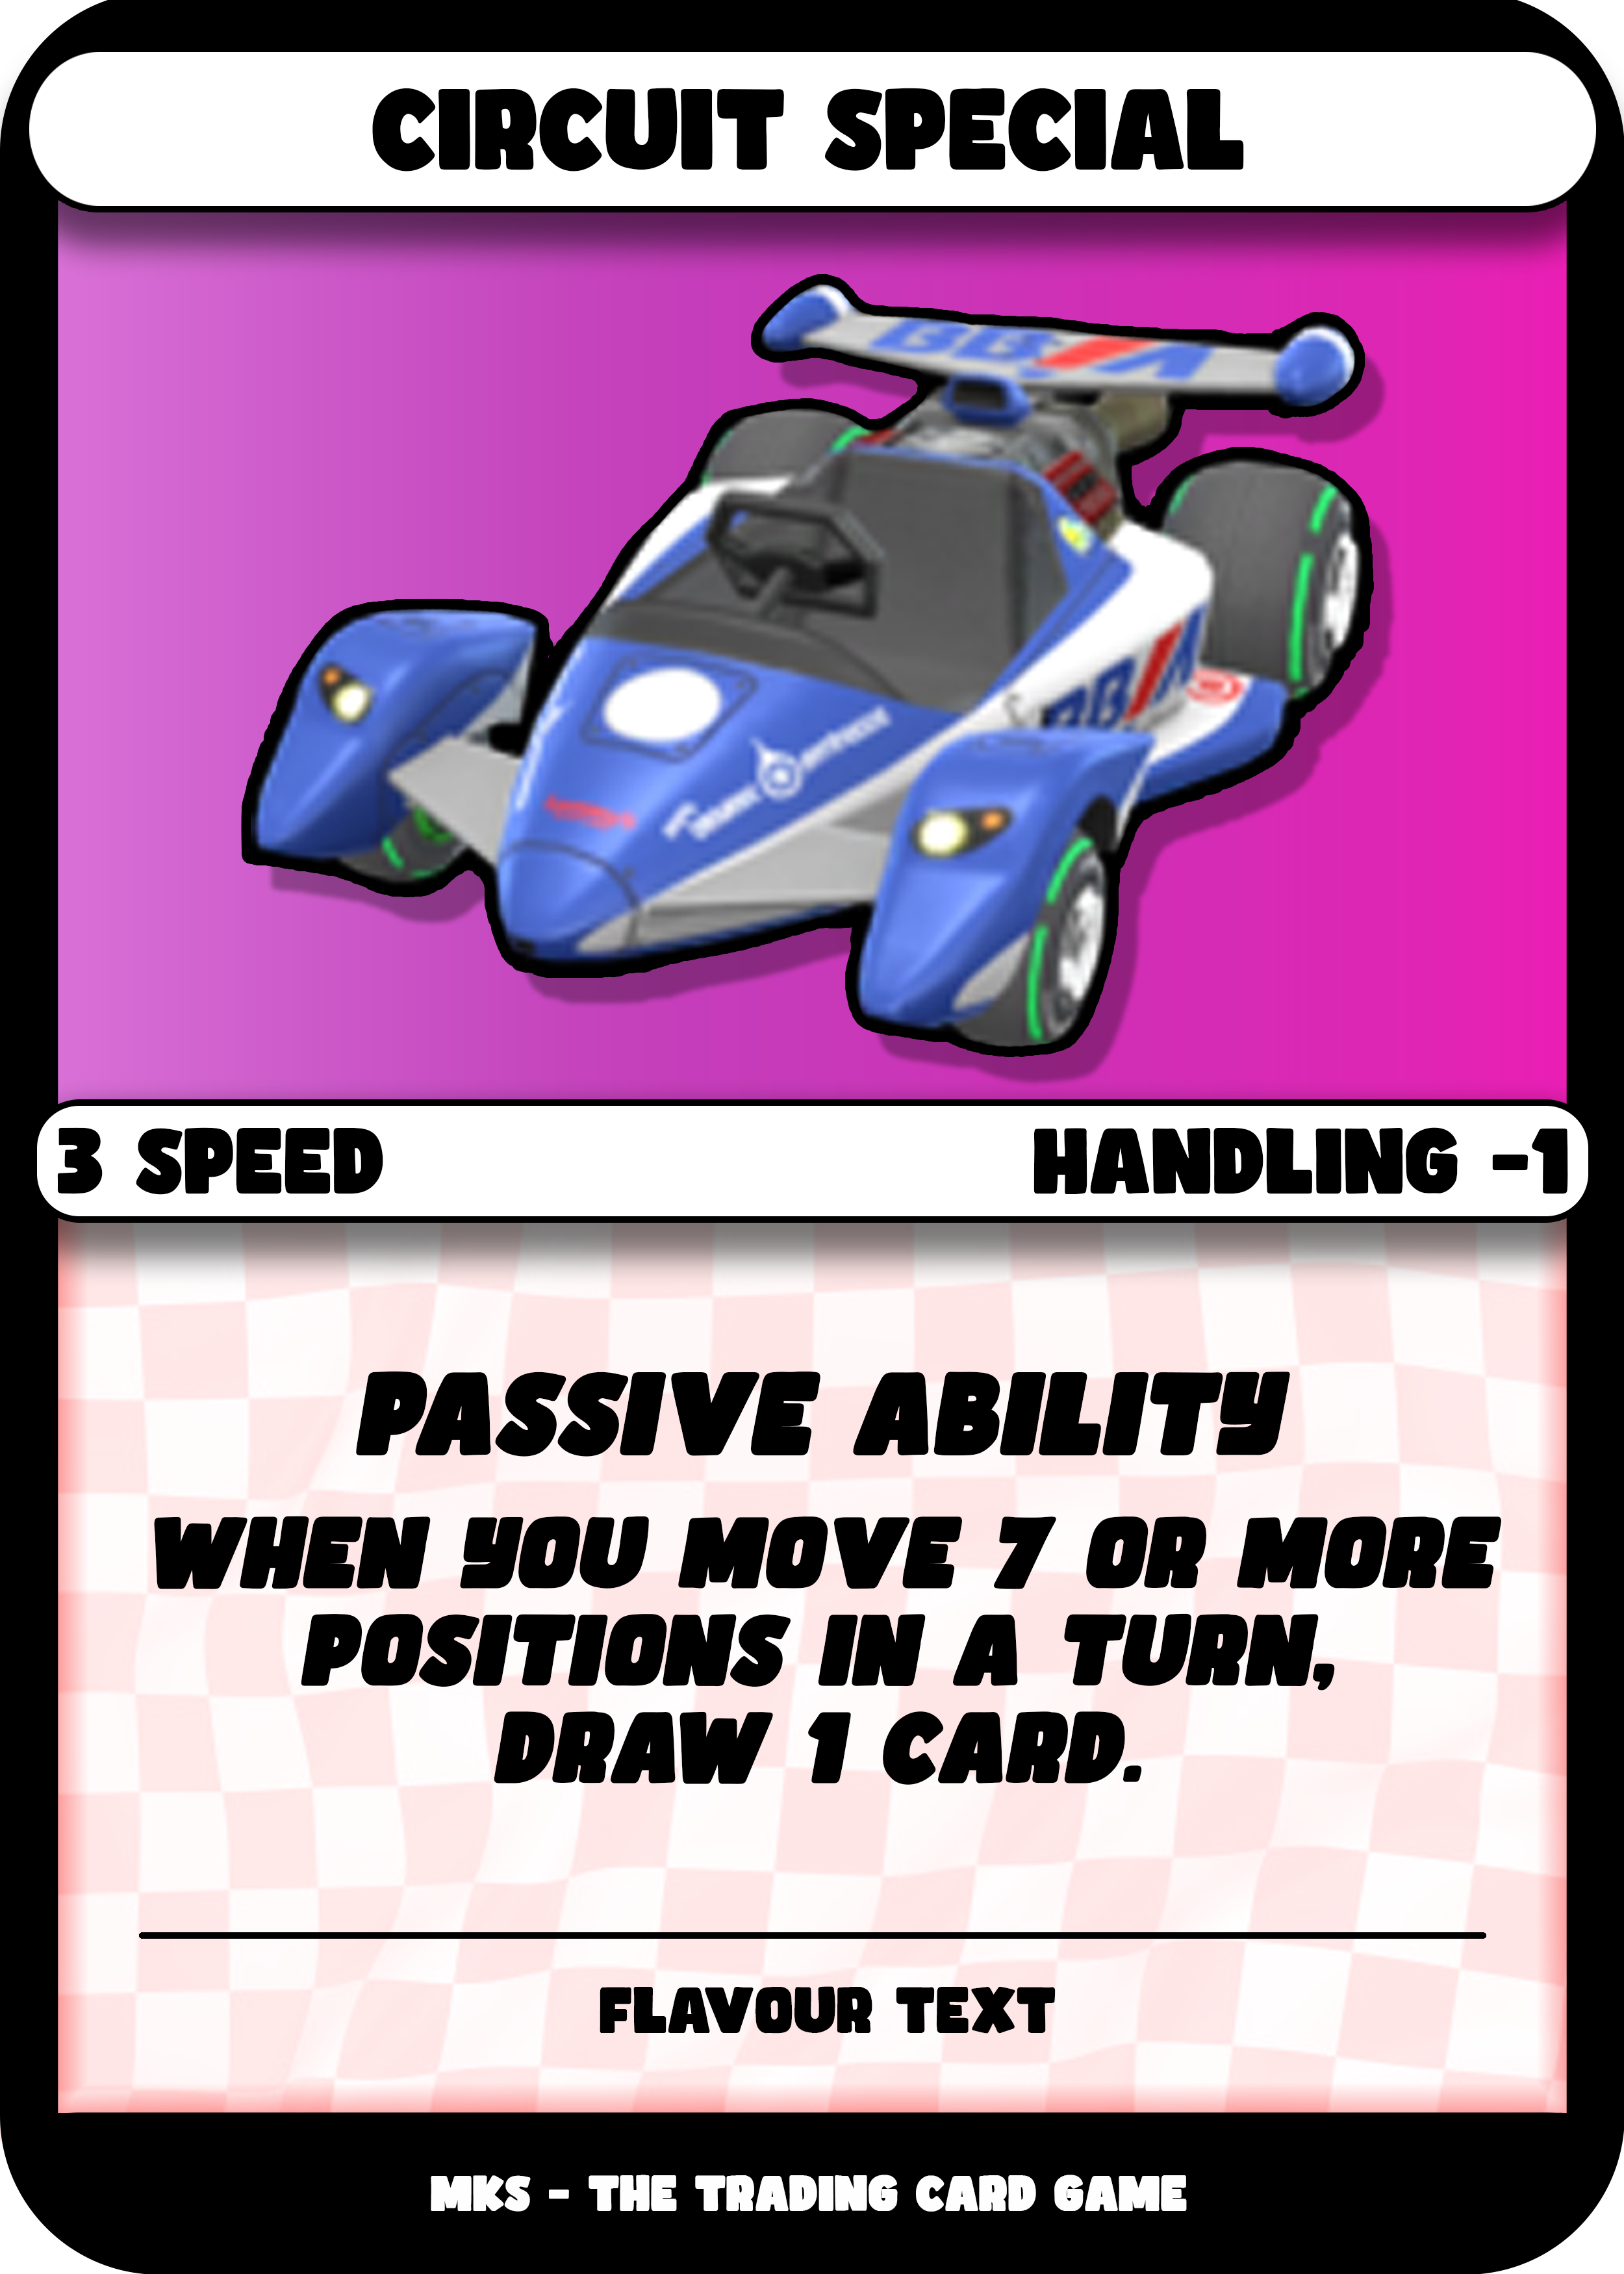 CIRCUIT SPECIAL
3 SPEED
HANDLING -1
PASSIVE ABILITY
WHEN YOU MOVE 7 OR MORE
POSITIONS IN A TURN,
DRAW 1 CARD.
FLAVOUR TEXT
MKS - THE TRADING CARD GAME